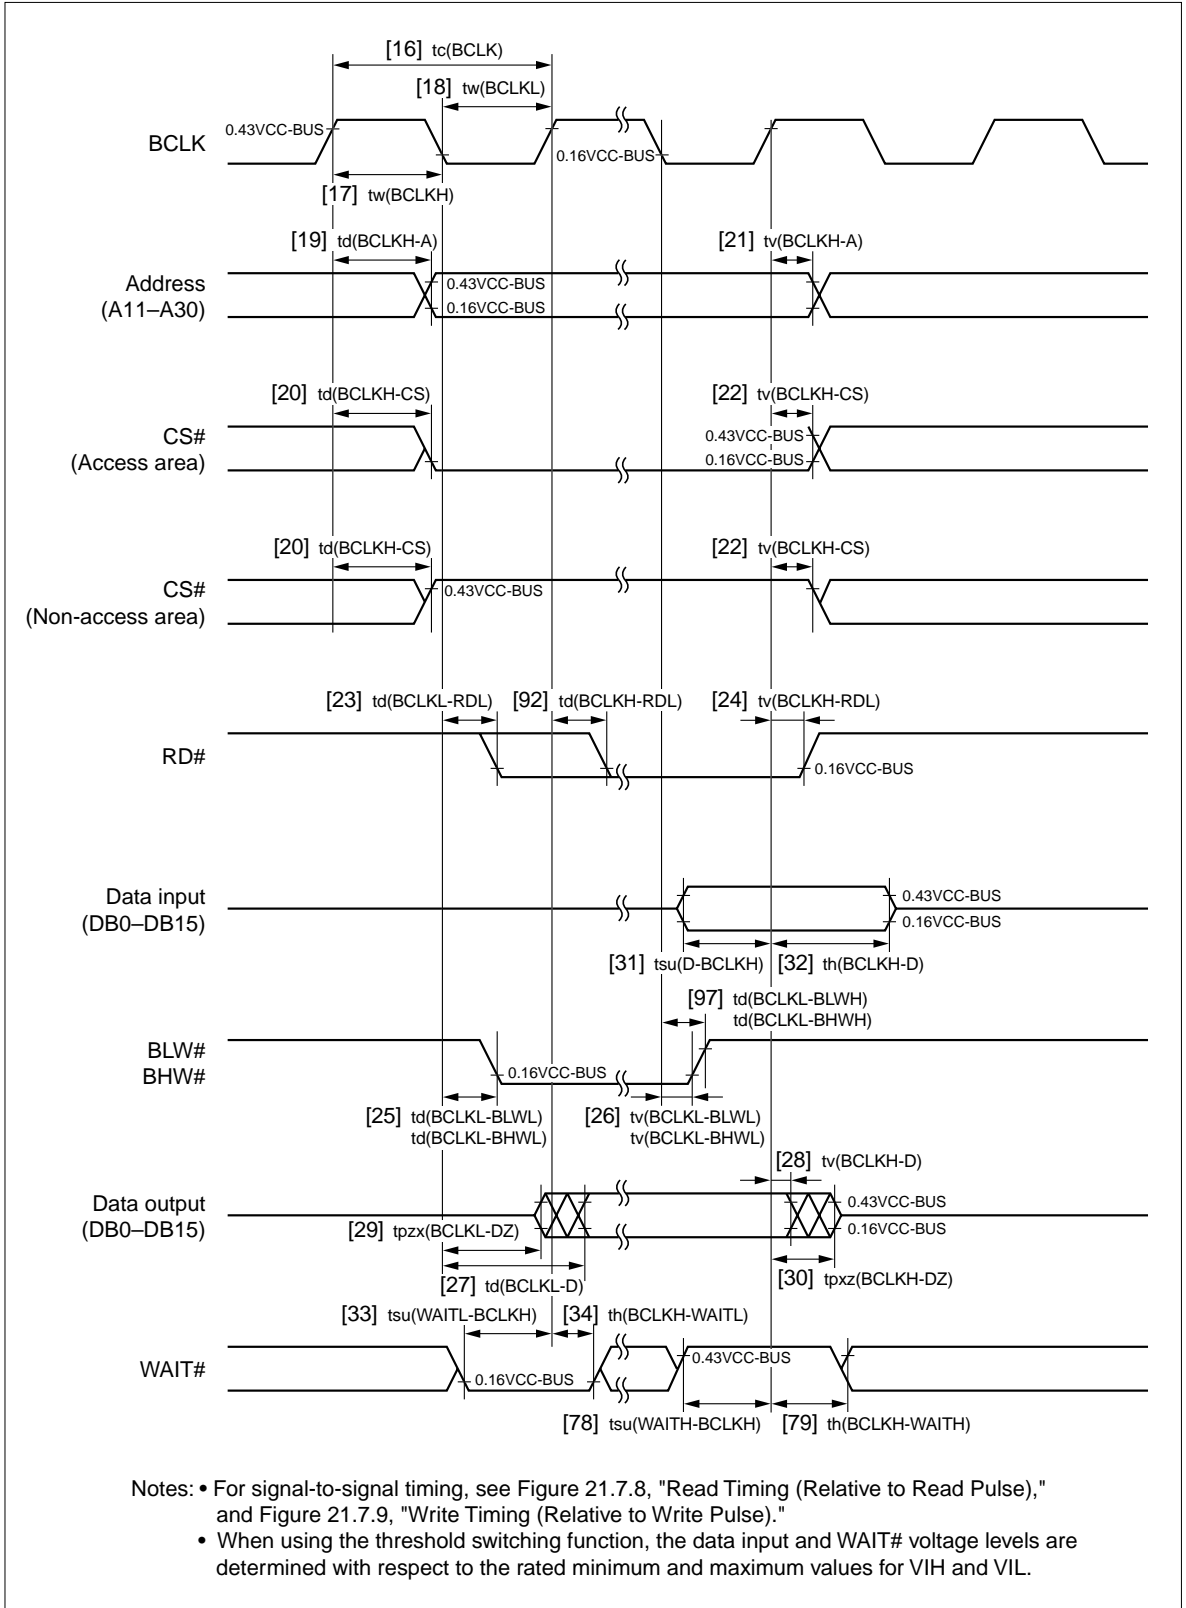 [16] tc(BCLK)
[18] tw(BCLKL)
0.43VCC-BUS
BCLK
0.16VCC-BUS
[17] tw(BCLKH)
[19] td(BCLKH-A)
[21] tv(BCLKH-A)
Address
(A11–A30)
0.43VCC-BUS
0.16VCC-BUS
[20] td(BCLKH-CS)
[22] tv(BCLKH-CS)
CS#
(Access area)
0.43VCC-BUS
0.16VCC-BUS
[20] td(BCLKH-CS)
[22] tv(BCLKH-CS)
CS#
(Non-access area)
0.43VCC-BUS
[23] td(BCLKL-RDL)
[92] td(BCLKH-RDL)
[24] tv(BCLKH-RDL)
RD#
0.16VCC-BUS
Data input
(DB0–DB15)
0.43VCC-BUS
0.16VCC-BUS
[31] tsu(D-BCLKH)
[32] th(BCLKH-D)
[97] td(BCLKL-BLWH)
td(BCLKL-BHWH)
BLW#
BHW#
0.16VCC-BUS
[25] td(BCLKL-BLWL)
td(BCLKL-BHWL)
[26] tv(BCLKL-BLWL)
tv(BCLKL-BHWL)
[28] tv(BCLKH-D)
Data output
(DB0–DB15)
0.43VCC-BUS
0.16VCC-BUS
[29] tpzx(BCLKL-DZ)
[27] td(BCLKL-D)
[30] tpxz(BCLKH-DZ)
[33] tsu(WAITL-BCLKH)
[34] th(BCLKH-WAITL)
WAIT#
0.16VCC-BUS
0.43VCC-BUS
[78] tsu(WAITH-BCLKH)
[79] th(BCLKH-WAITH)
Notes: • For signal-to-signal timing, see Figure 21.7.8, "Read Timing (Relative to Read Pulse),"
and Figure 21.7.9, "Write Timing (Relative to Write Pulse)."
• When using the threshold switching function, the data input and WAIT# voltage levels are
determined with respect to the rated minimum and maximum values for VIH and VIL.